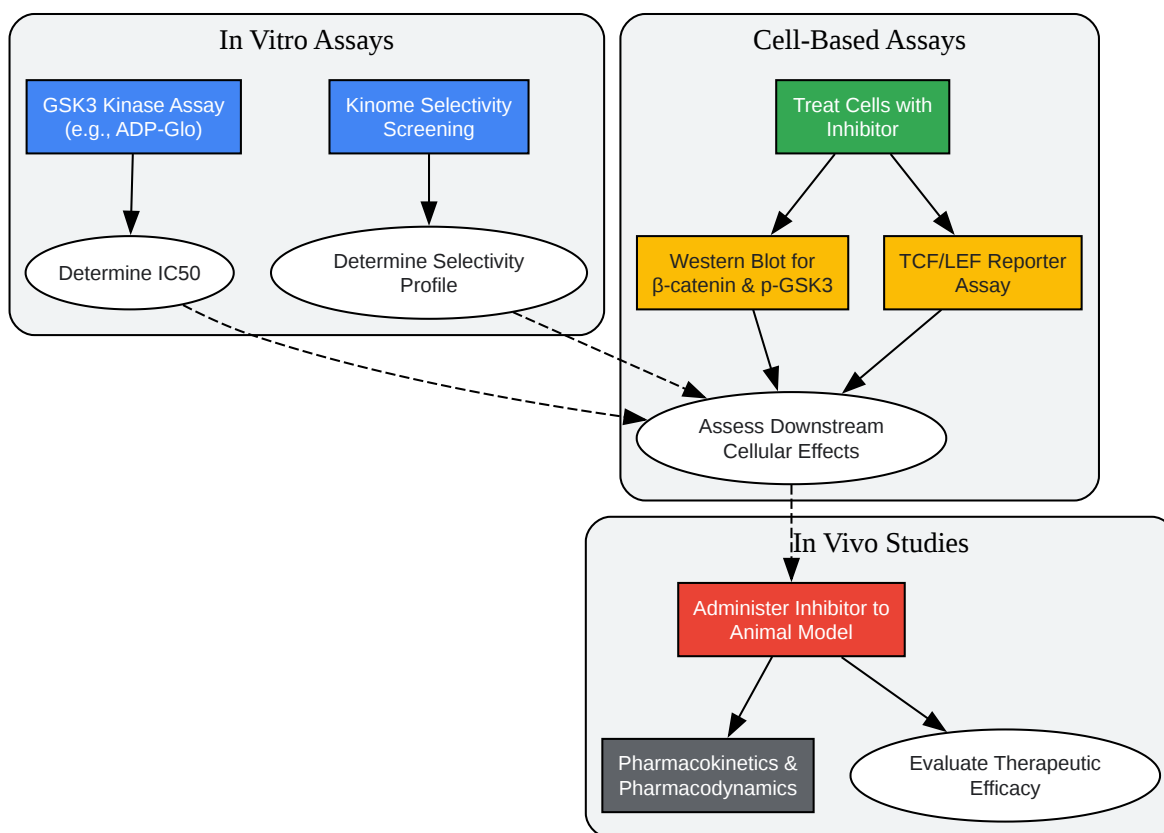 In Vitro Assays
GSK3 Kinase Assay
(e.g., ADP-Glo)
Kinome Selectivity
Screening
Determine IC50
Determine Selectivity
Profile
Cell-Based Assays
Treat Cells with
Inhibitor
Western Blot for
β-catenin & p-GSK3
TCF/LEF Reporter
Assay
Assess Downstream
Cellular Effects
In Vivo Studies
Administer Inhibitor to
Animal Model
Pharmacokinetics &
Pharmacodynamics
Evaluate Therapeutic
Efficacy